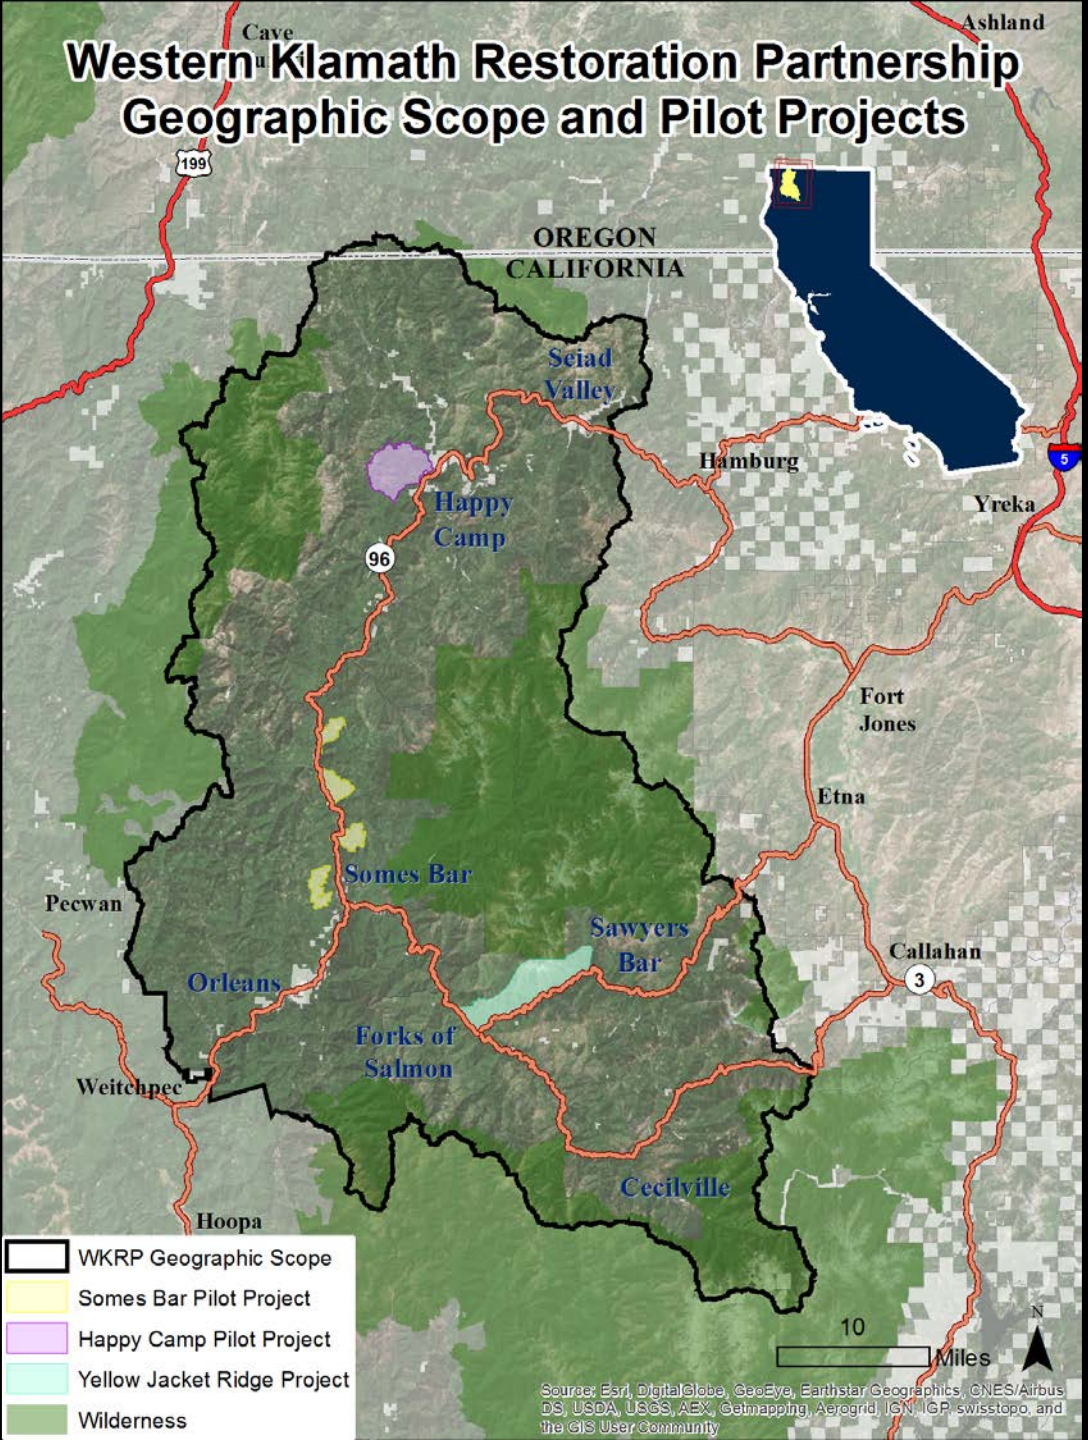 Cave
Ashland
Western Klamath Restoration Partnership
Geographic Scope and Pilot Projects
199
OREGON
CALIFORNIA
Seiad
Valley
Hamburg
5
Yreka
Happy
Camp
96
Fort
Jones
Etna
Somes Bar
Pecwan
Sawyers
Bar
Callahan
3
Orleans
Forks of
Salmon
Weitchpec
Cecilville
Hoopa
WKRP Geographic Scope
Somes Bar Pilot Project
Happy Camp Pilot Project
Yellow Jacket Ridge Project
Wilderness
10
Miles
N
Source: Esri, DigitalGlobe, GeoEye, Earthstar Geographics, CNES/Airbus
DS, USDA, USGS, AEX, Getmapping, Aerogrid, IGN, IGP, swisstopo, and
the GIS User Community